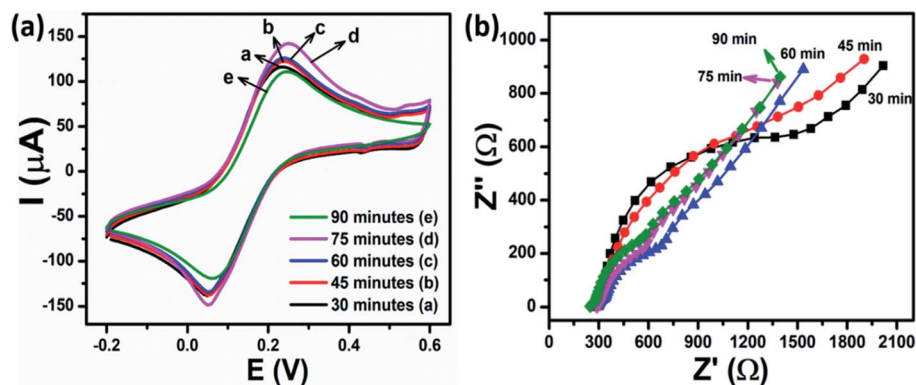 (a)
I (μA)
150
100
50
0
-50
-100
-150
b
c
a
d
e
90 minutes (e)
75 minutes (d)
60 minutes (c)
45 minutes (b)
30 minutes (a)
-0.2
0.0
0.2
0.4
0.6
E (V)
(b)
Z" (Ω)
1000
800
600
400
200
0
90 min
60 min
45 min
75 min
30 min
300
600
900
1200
1500
1800
2100
Z' (Ω)